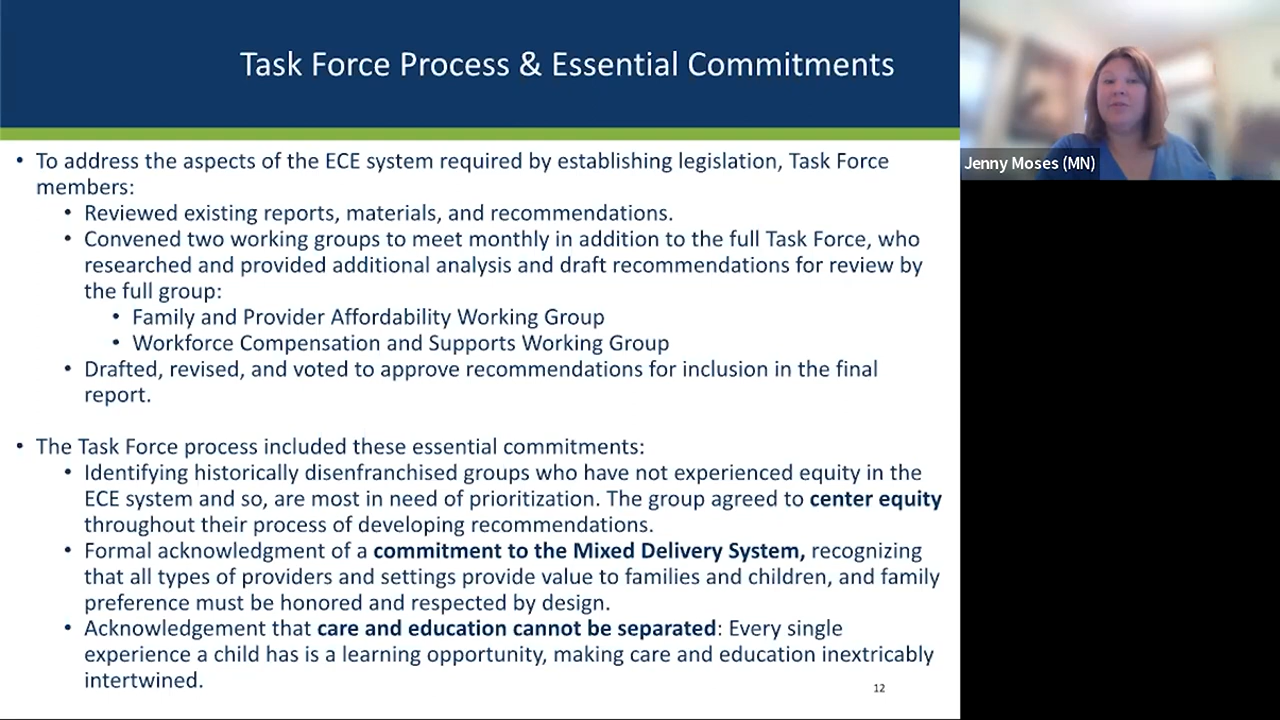 Task Force Process & Essential Commitments
• To address the aspects of the ECE system required by establishing legislation, Task Force
members:
• Reviewed existing reports, materials, and recommendations.
• Convened two working groups to meet monthly in addition to the full Task Force, who
researched and provided additional analysis and draft recommendations for review by
the full group:
• Family and Provider Affordability Working Group
• Workforce Compensation and Supports Working Group
• Drafted, revised, and voted to approve recommendations for inclusion in the final
report.
• The Task Force process included these essential commitments:
• Identifying historically disenfranchised groups who have not experienced equity in the
ECE system and so, are most in need of prioritization. The group agreed to center equity
throughout their process of developing recommendations.
• Formal acknowledgment of a commitment to the Mixed Delivery System, recognizing
that all types of providers and settings provide value to families and children, and family
preference must be honored and respected by design.
• Acknowledgement that care and education cannot be separated: Every single
experience a child has is a learning opportunity, making care and education inextricably
intertwined.
12
Jenny Moses (MN)